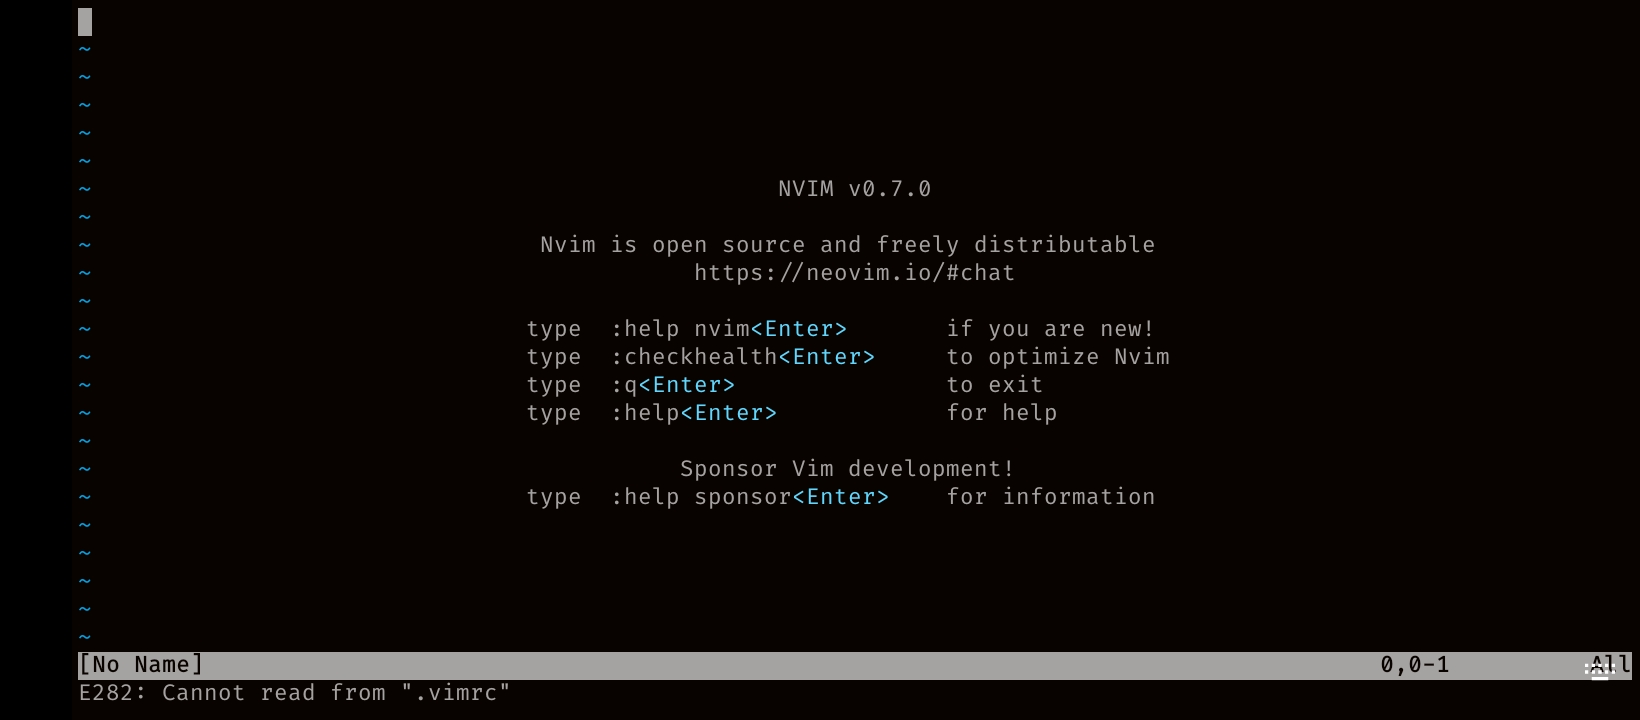 ~
~
~
~
~
~ NVIM v0.7.0
~
~ Nvim is open source and freely distributable
~ https://neovim.io/#chat
~
~ type :help nvim<Enter> if you are new!
~ type :checkhealth<Enter> to optimize Nvim
~ type :q<Enter> to exit
~ type :help<Enter> for help
~
~ Sponsor Vim development!
~ type :help sponsor<Enter> for information
~
~
~
~
~
[No Name] 0,0-1 All
E282: Cannot read from ".vimrc"